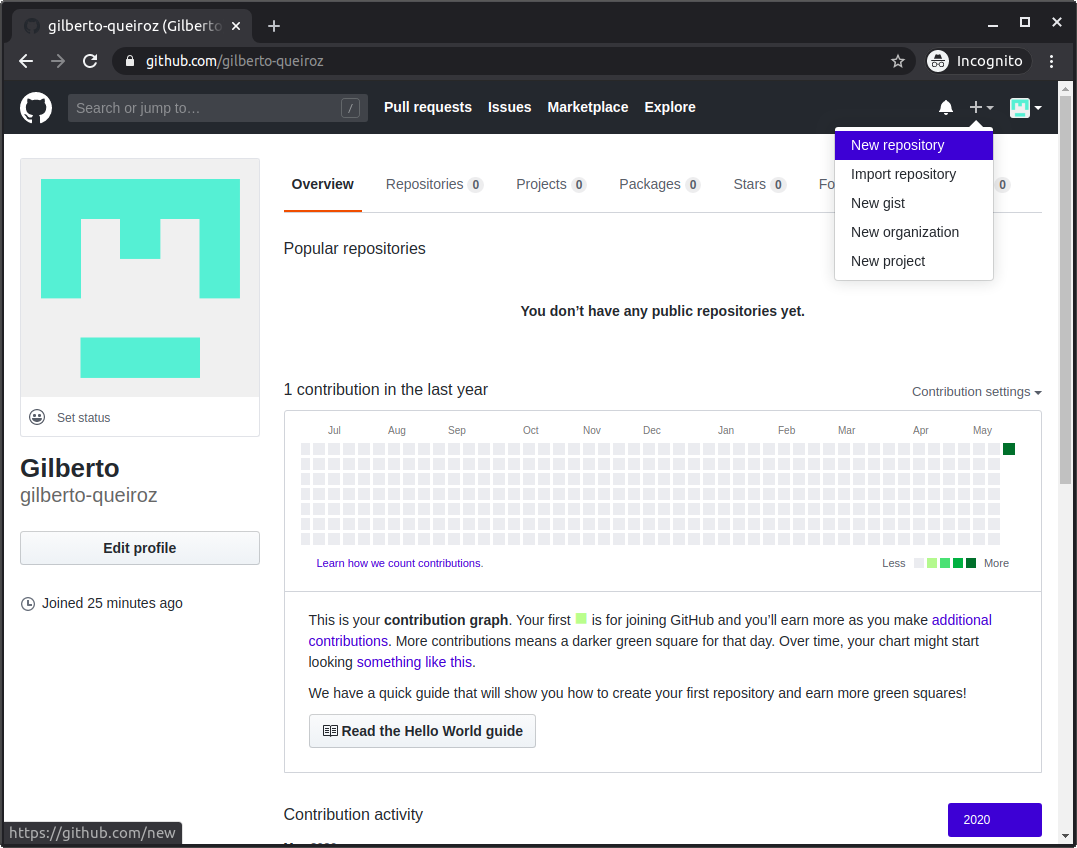 gilberto-queiroz (Gilberto
github.com/gilberto-queiroz
Incognito
Search or jump to…
/
Pull requests
Issues
Marketplace
Explore
New repository
Import repository
New gist
New organization
New project
Overview
Repositories 0
Projects 0
Packages 0
Stars 0
Fo
0
Popular repositories
You don’t have any public repositories yet.
Set status
Gilberto
gilberto-queiroz
Edit profile
Joined 25 minutes ago
1 contribution in the last year
Contribution settings
Jul Aug Sep Oct Nov Dec Jan Feb Mar Apr May
Learn how we count contributions.
Less More
This is your contribution graph. Your first is for joining GitHub and you’ll earn more as you make additional
contributions. More contributions means a darker green square for that day. Over time, your chart might start
looking something like this.
We have a quick guide that will show you how to create your first repository and earn more green squares!
Read the Hello World guide
Contribution activity
2020
https://github.com/new